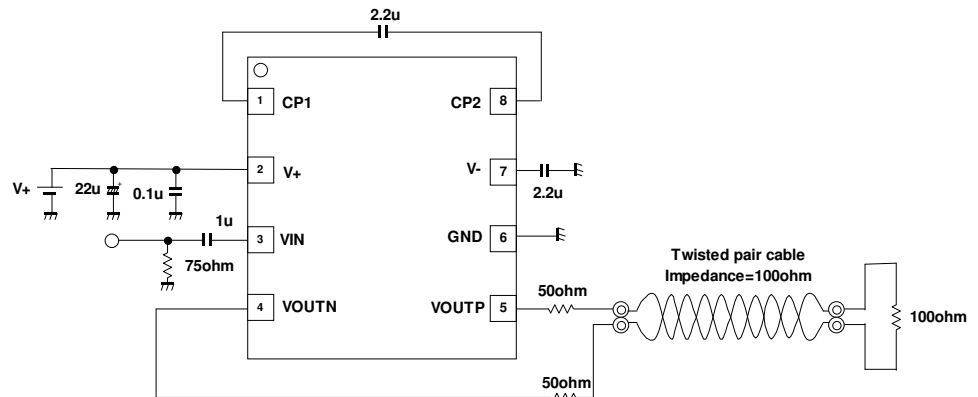 2.2u
1 CP1
CP2 8
2 V+
V- 7
V+
22u
+
0.1u
2.2u
1u
3 VIN
GND 6
75ohm
Twisted pair cable
Impedance=100ohm
4 VOUTN
VOUTP 5
50ohm
100ohm
50ohm